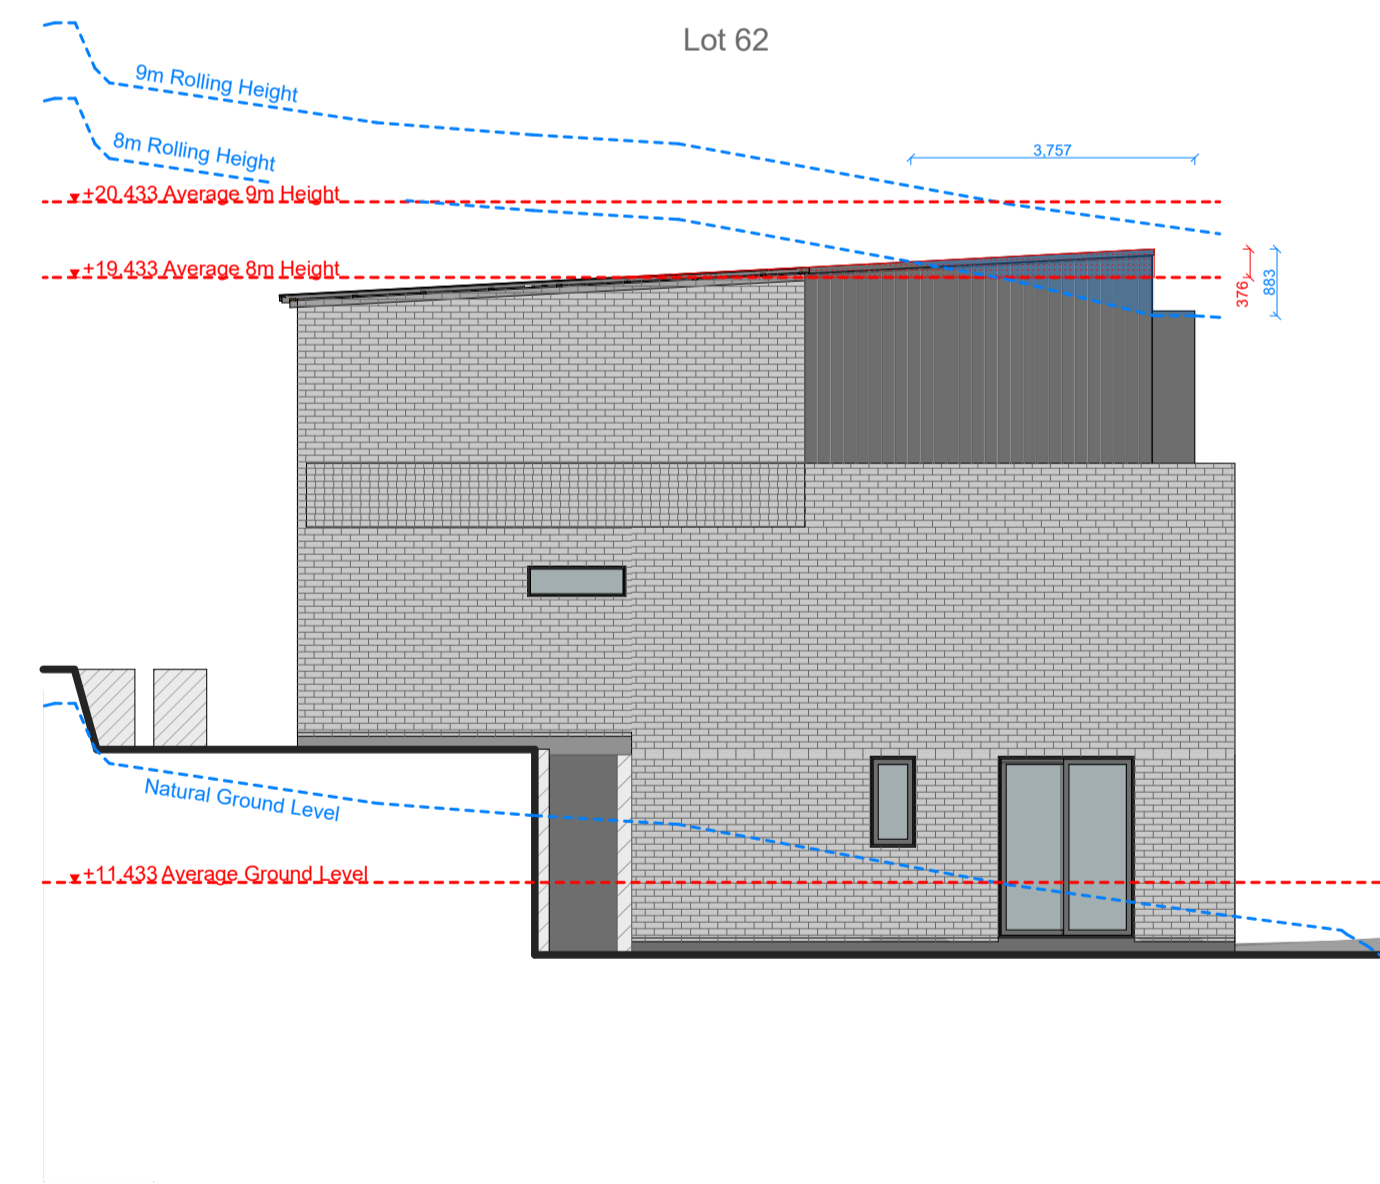 Lot 62
9m Rolling Height
8m Rolling Height
3,757
+20.433 Average 9m Height
+19.433 Average 8m Height
376
883
Natural Ground Level
+11.433 Average Ground Level